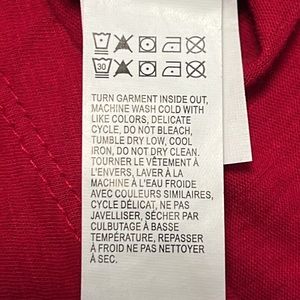 30
TURN GARMENT INSIDE OUT,
MACHINE WASH COLD WITH
LIKE COLORS, DELICATE
CYCLE, DO NOT BLEACH,
TUMBLE DRY LOW, COOL
IRON, DO NOT DRY CLEAN.
TOURNER LE VÊTEMENT À
L'ENVERS, LAVER À LA
MACHINE À L'EAU FROIDE
AVEC COULEURS SIMILAIRES,
CYCLE DÉLICAT, NE PAS
JAVELLISER, SÉCHER PAR
CULBUTAGE À BASSE
TEMPÉRATURE, REPASSER
À FROID NE PAS NETTOYER
À SEC.